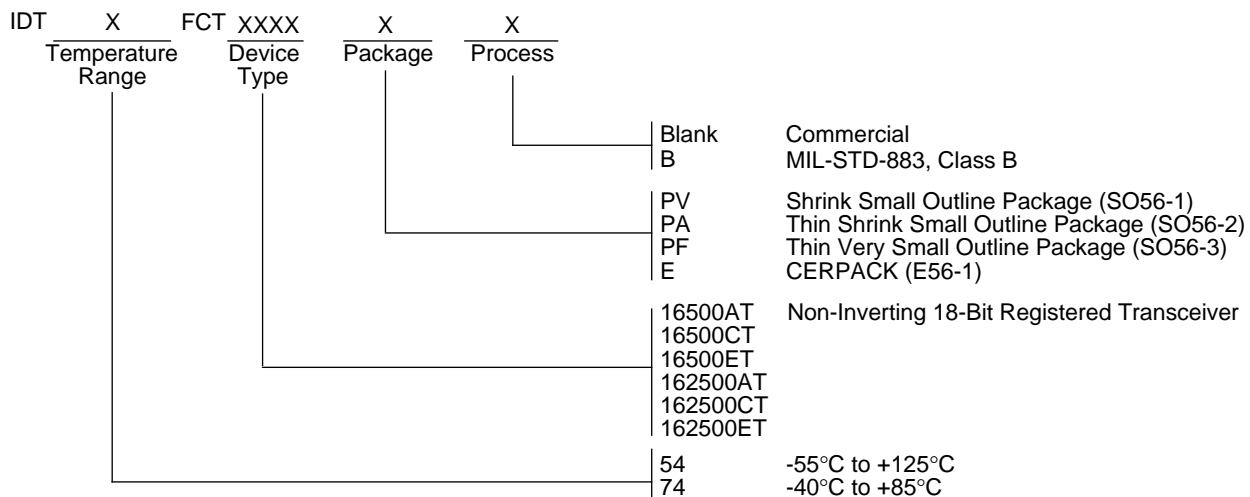 IDT X FCT XXXX X X
Temperature Range Device Type Package Process
Blank Commercial
B MIL-STD-883, Class B
PV Shrink Small Outline Package (SO56-1)
PA Thin Shrink Small Outline Package (SO56-2)
PF Thin Very Small Outline Package (SO56-3)
E CERPACK (E56-1)
16500AT Non-Inverting 18-Bit Registered Transceiver
16500CT
16500ET
162500AT
162500CT
162500ET
54 -55°C to +125°C
74 -40°C to +85°C